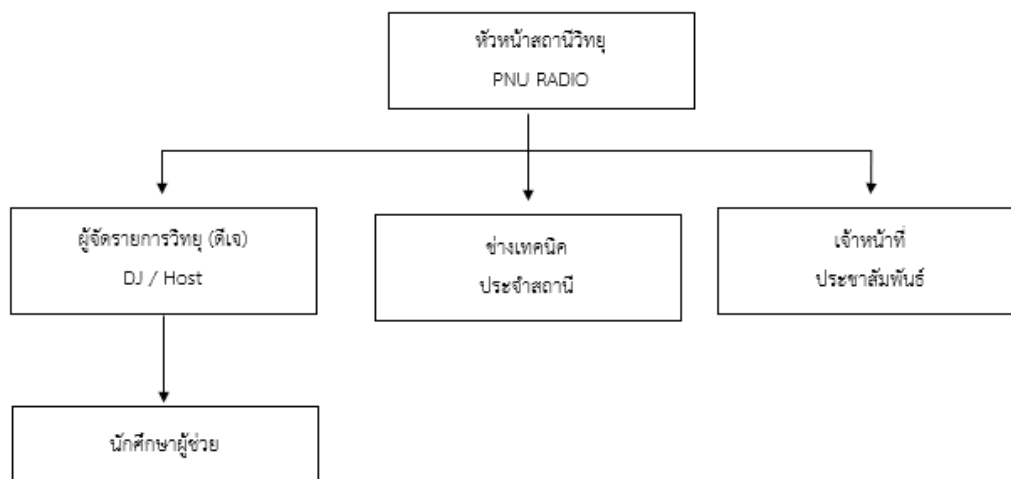 หัวหน้าสถานีวิทยุ
PNU RADIO
ผู้จัดรายการวิทยุ (ดีเจ)
DJ / Host
ช่างเทคนิค
ประจำสถานี
เจ้าหน้าที่
ประชาสัมพันธ์
นักศึกษาผู้ช่วย